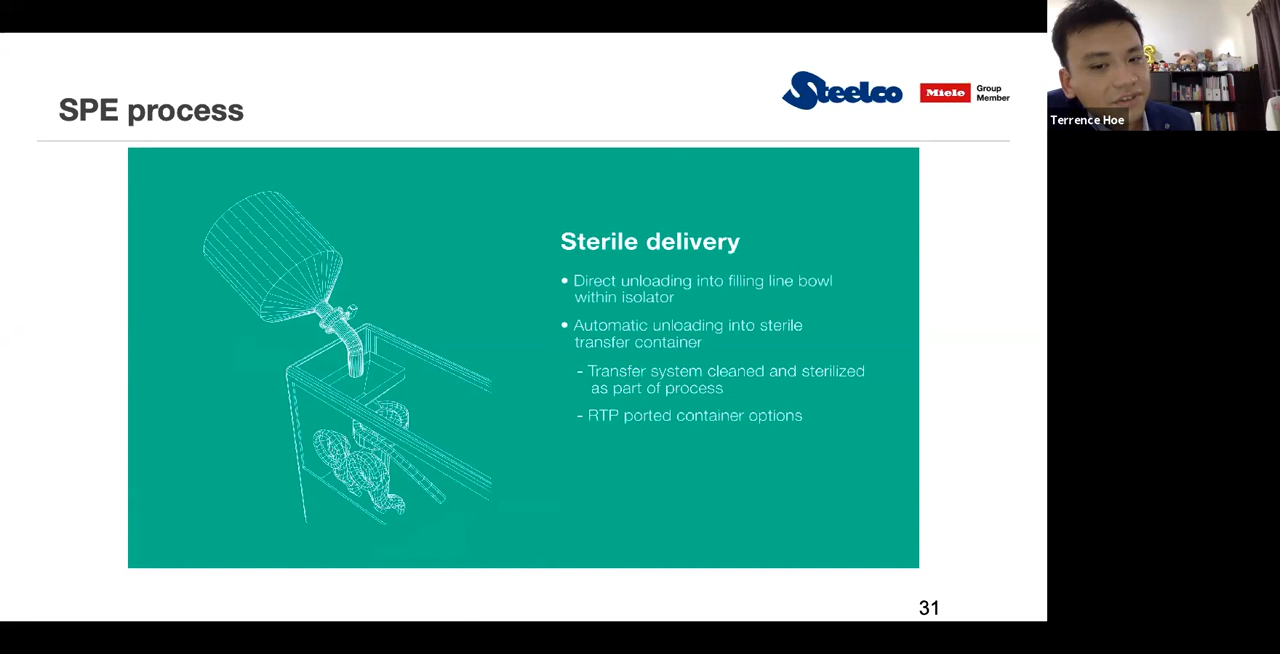 SPE process
Steelco
Miele
Group
Member
Terrence Hoe
Sterile delivery
• Direct unloading into filling line bowl
within isolator
• Automatic unloading into sterile
transfer container
- Transfer system cleaned and sterilized
as part of process
- RTP ported container options
31